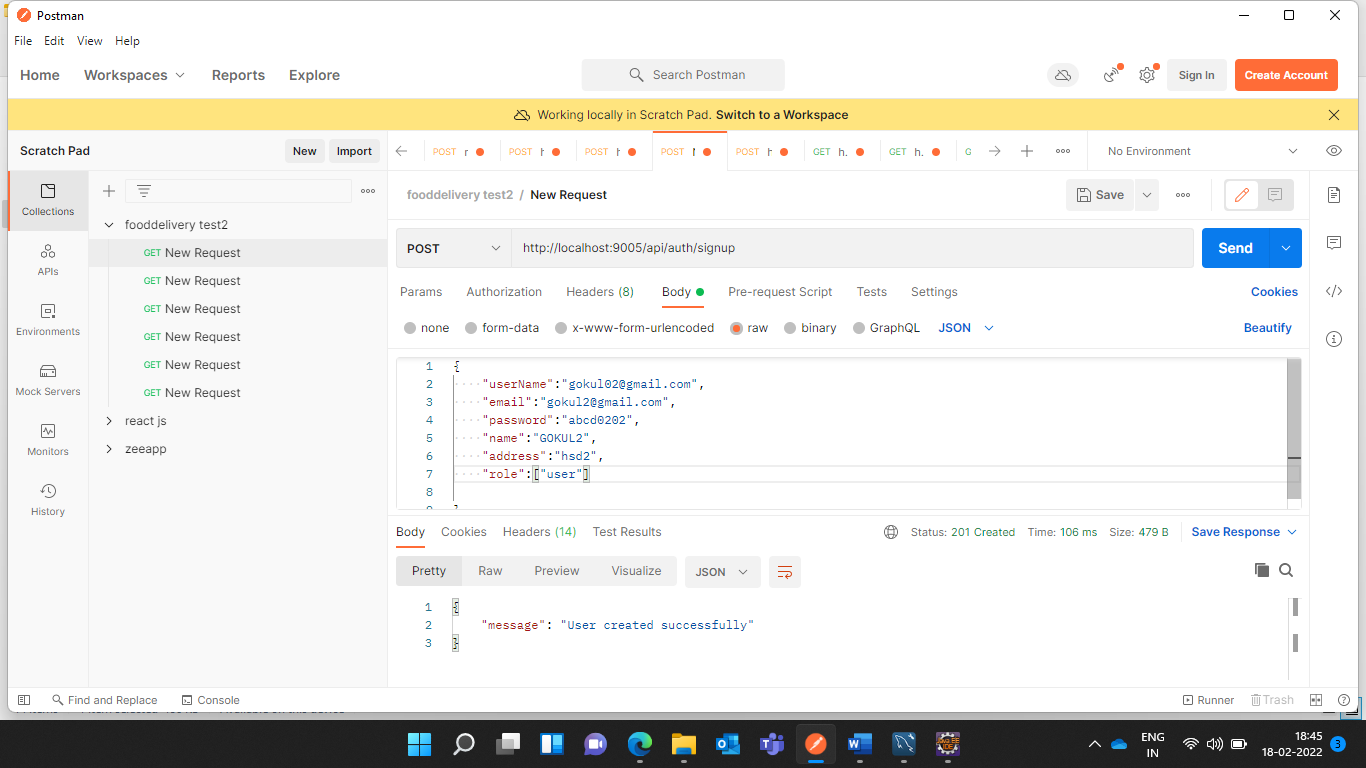 Postman
File Edit View Help
Home Workspaces Reports Explore Search Postman Sign In Create Account
Working locally in Scratch Pad. Switch to a Workspace
Scratch Pad New Import POST r POST POST POST POST GET h. GET h. G No Environment
Collections
APIs
Environments
Mock Servers
Monitors
History
fooddelivery test2
GET New Request
GET New Request
GET New Request
GET New Request
GET New Request
GET New Request
react js
zeeapp
fooddelivery test2 / New Request Save
POST http://localhost:9005/api/auth/signup Send
Params Authorization Headers (8) Body Pre-request Script Tests Settings Cookies
none form-data x-www-form-urlencoded raw binary GraphQL JSON Beautify
1 {
2 "userName":"gokul02@gmail.com",
3 "email":"gokul2@gmail.com",
4 "password":"abcd0202",
5 "name":"GOKUL2",
6 "address":"hsd2",
7 "role":["user"]
8
Body Cookies Headers (14) Test Results Status: 201 Created Time: 106 ms Size: 479 B Save Response
Pretty Raw Preview Visualize JSON
1 {
2 "message": "User created successfully"
3 }
Find and Replace Console Runner Trash
ENG
IN
18:45
18-02-2022
3